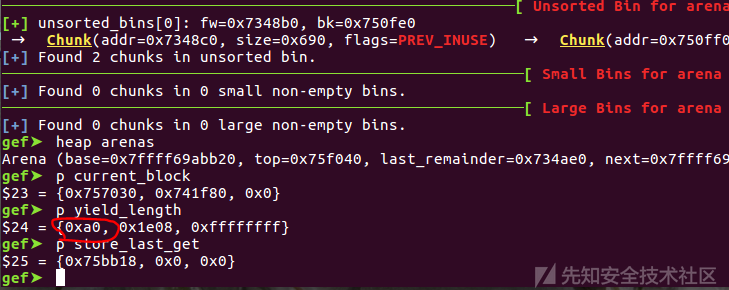 [ Unsorted Bin for arena
[+] unsorted_bins[0]: fw=0x7348b0, bk=0x750fe0
→ Chunk(addr=0x7348c0, size=0x690, flags=PREV_INUSE) → Chunk(addr=0x750ff0
[+] Found 2 chunks in unsorted bin.
[ Small Bins for arena
[+] Found 0 chunks in 0 small non-empty bins.
[ Large Bins for arena
[+] Found 0 chunks in 0 large non-empty bins.
gef➤ heap arenas
Arena (base=0x7ffff69abb20, top=0x75f040, last_remainder=0x734ae0, next=0x7ffff69
gef➤ p current_block
$23 = {0x757030, 0x741f80, 0x0}
gef➤ p yield_length
$24 = {0xa0, 0x1e08, 0xffffffff}
gef➤ p store_last_get
$25 = {0x75bb18, 0x0, 0x0}
gef➤
先知安全技术社区